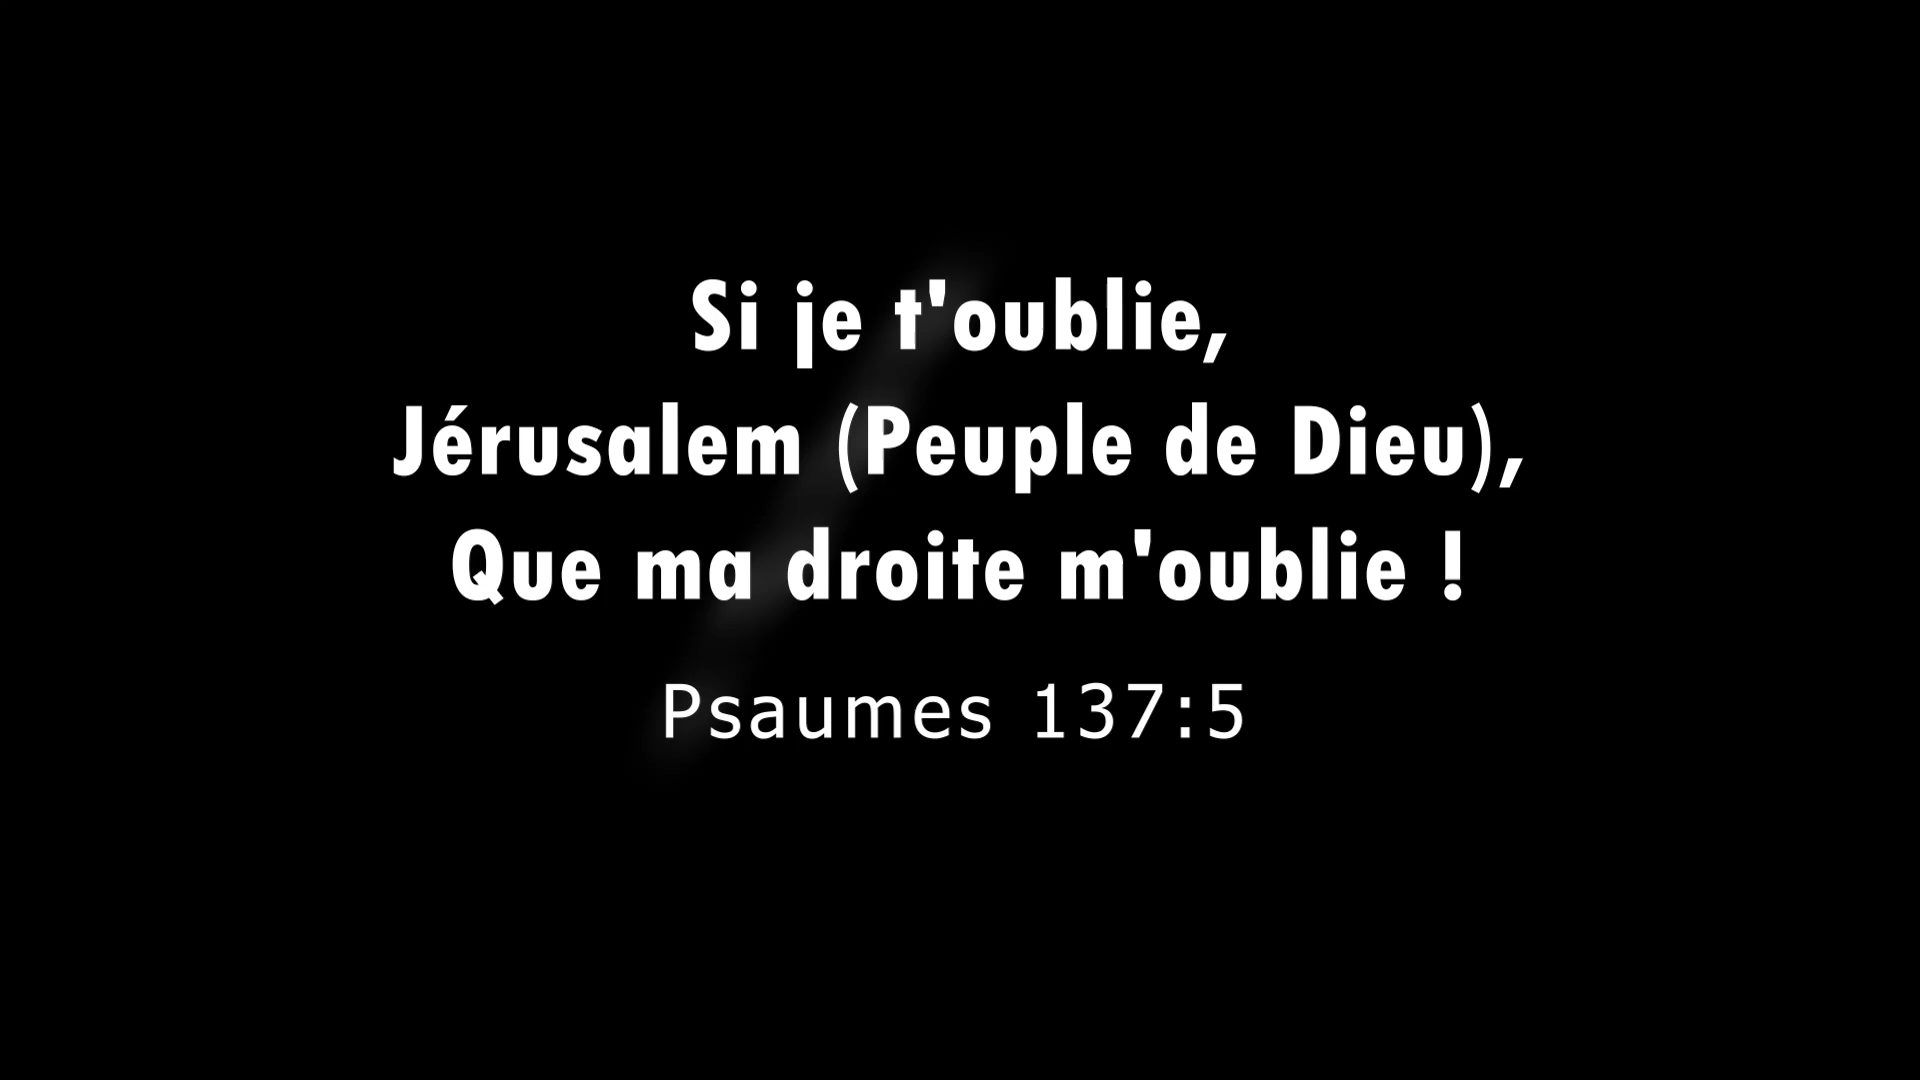 Si je t'oublie,
Jérusalem (Peuple de Dieu),
Que ma droite m'oublie !
Psaumes 137:5